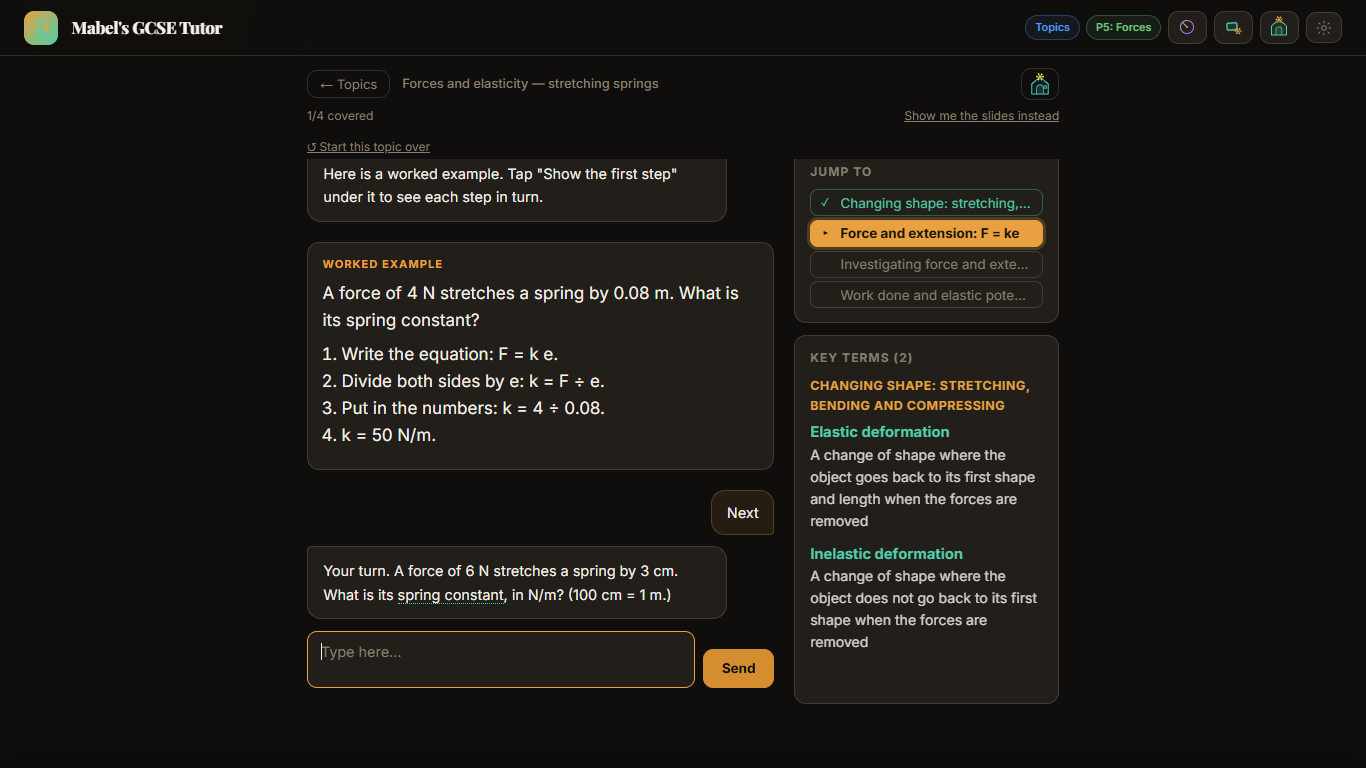 Mabel's GCSE Tutor
Topics
P5: Forces
← Topics
Forces and elasticity — stretching springs
1/4 covered
Show me the slides instead
↺ Start this topic over
Here is a worked example. Tap "Show the first step"
under it to see each step in turn.
WORKED EXAMPLE
A force of 4 N stretches a spring by 0.08 m. What is
its spring constant?
1. Write the equation: F = k e.
2. Divide both sides by e: k = F ÷ e.
3. Put in the numbers: k = 4 ÷ 0.08.
4. k = 50 N/m.
Next
Your turn. A force of 6 N stretches a spring by 3 cm.
What is its spring constant, in N/m? (100 cm = 1 m.)
Type here...
Send
JUMP TO
✓ Changing shape: stretching,...
▸ Force and extension: F = ke
Investigating force and exte...
Work done and elastic pote...
KEY TERMS (2)
CHANGING SHAPE: STRETCHING,
BENDING AND COMPRESSING
Elastic deformation
A change of shape where the
object goes back to its first shape
and length when the forces are
removed
Inelastic deformation
A change of shape where the
object does not go back to its first
shape when the forces are
removed